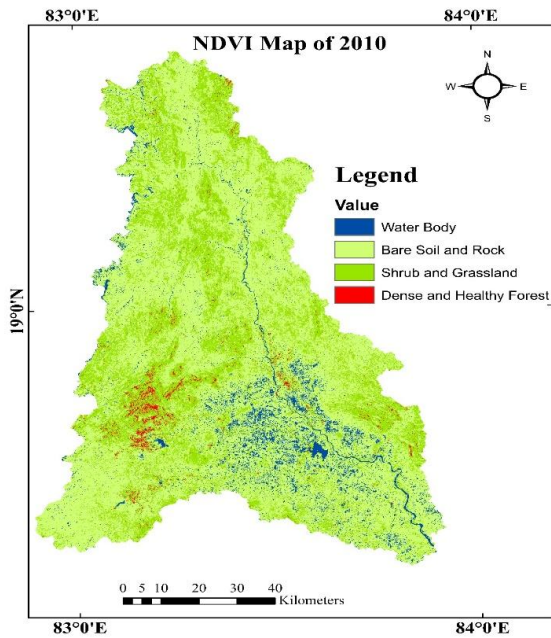 83°0'E 84°0'E
NDVI Map of 2010
N
W E
S
Legend
Value
Water Body
Bare Soil and Rock
Shrub and Grassland
Dense and Healthy Forest
19°0'N
0 5 10 20 30 40
Kilometers
83°0'E 84°0'E